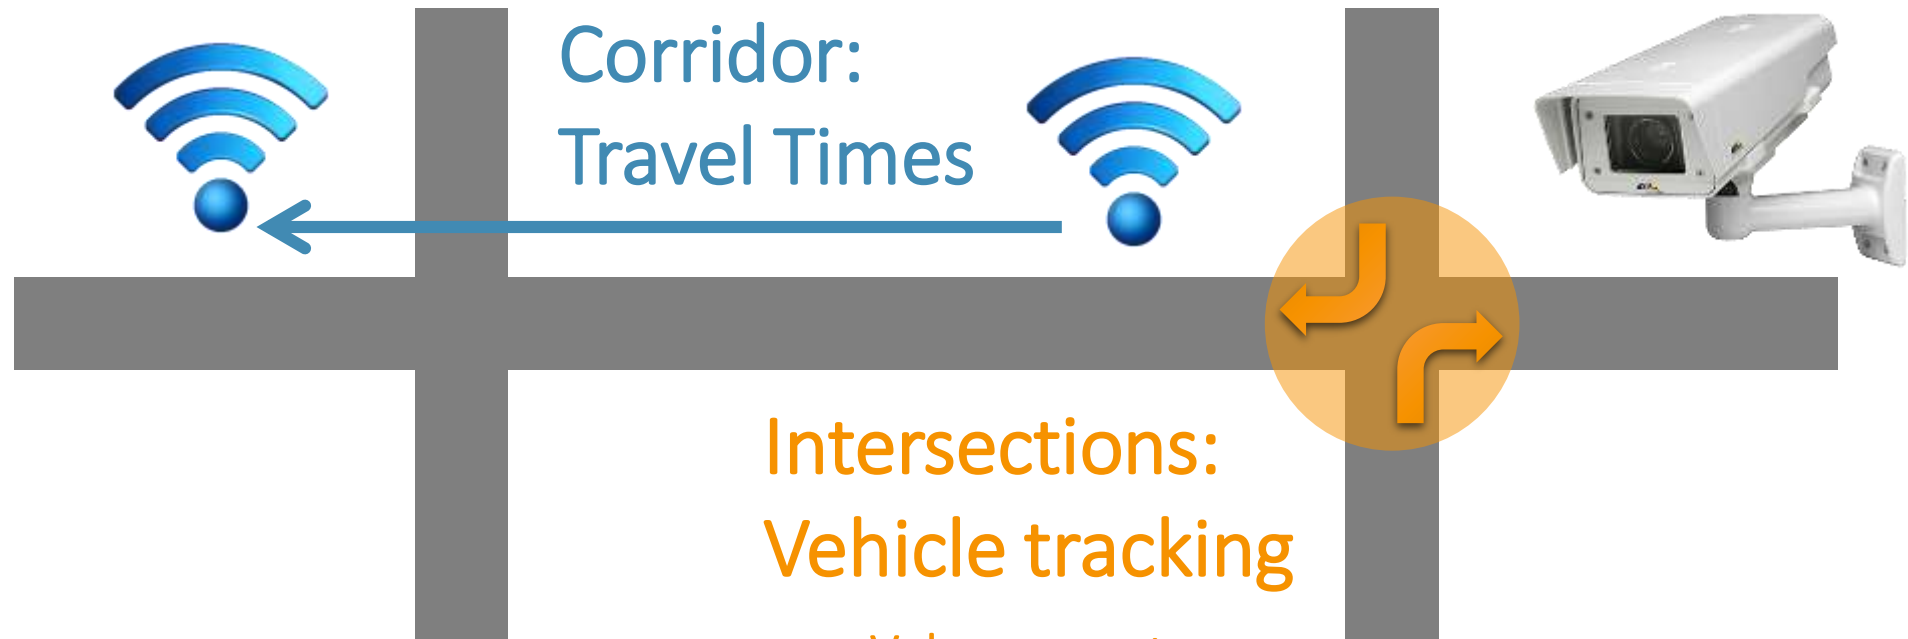 Corridor:
Travel Times
Intersections:
Vehicle tracking